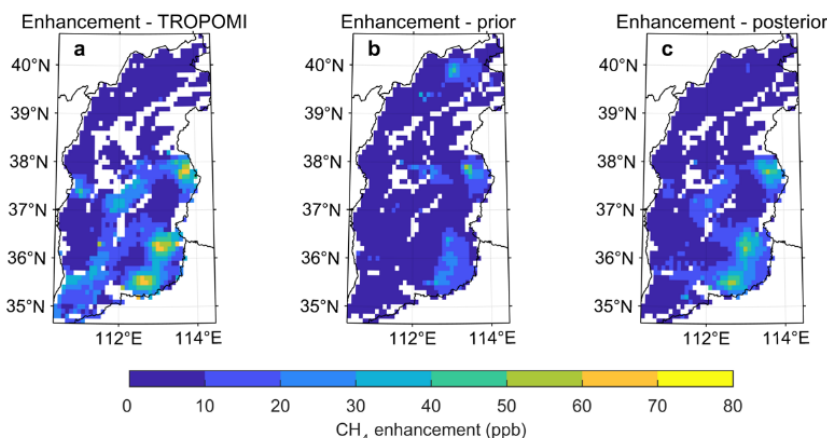 Enhancement - TROPOMI
Enhancement - prior
Enhancement - posterior
a
b
c
40°N
39°N
38°N
37°N
36°N
35°N
112°E 114°E
40°N
39°N
38°N
37°N
36°N
35°N
112°E 114°E
40°N
39°N
38°N
37°N
36°N
35°N
112°E 114°E
0 10 20 30 40 50 60 70 80
CH₄ enhancement (ppb)